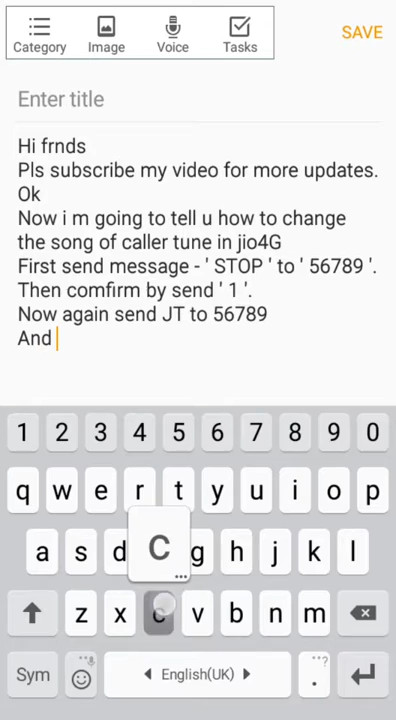 Category Image Voice Tasks SAVE
Enter title
Hi frnds
Pls subscribe my video for more updates.
Ok
Now i m going to tell u how to change
the song of caller tune in jio4G
First send message - ' STOP ' to ' 56789 '.
Then comfirm by send ' 1 '.
Now again send JT to 56789
And
1 2 3 4 5 6 7 8 9 0
q w e r t y u i o p
a s d C g h j k l
z x c v b n m
Sym English(UK) .